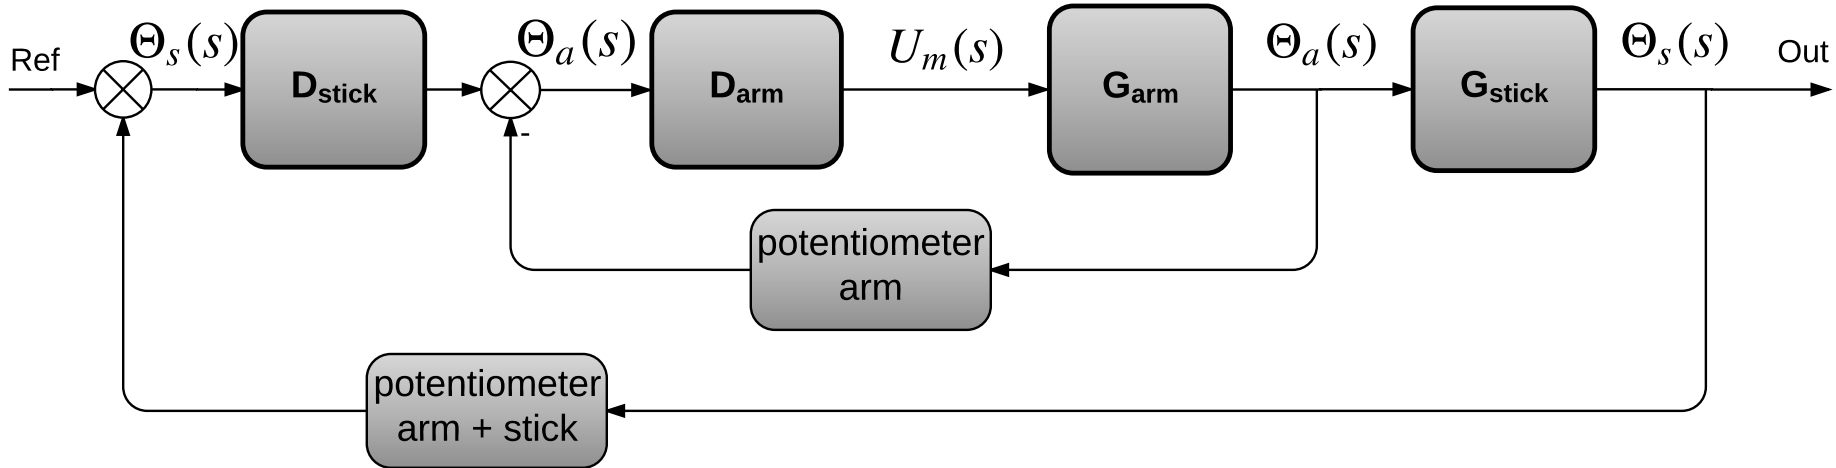 Ref
Θs(s)
Dstick
Θa(s)
Darm
Um(s)
Garm
Θa(s)
Gstick
Θs(s)
Out
-
potentiometer
arm
potentiometer
arm + stick